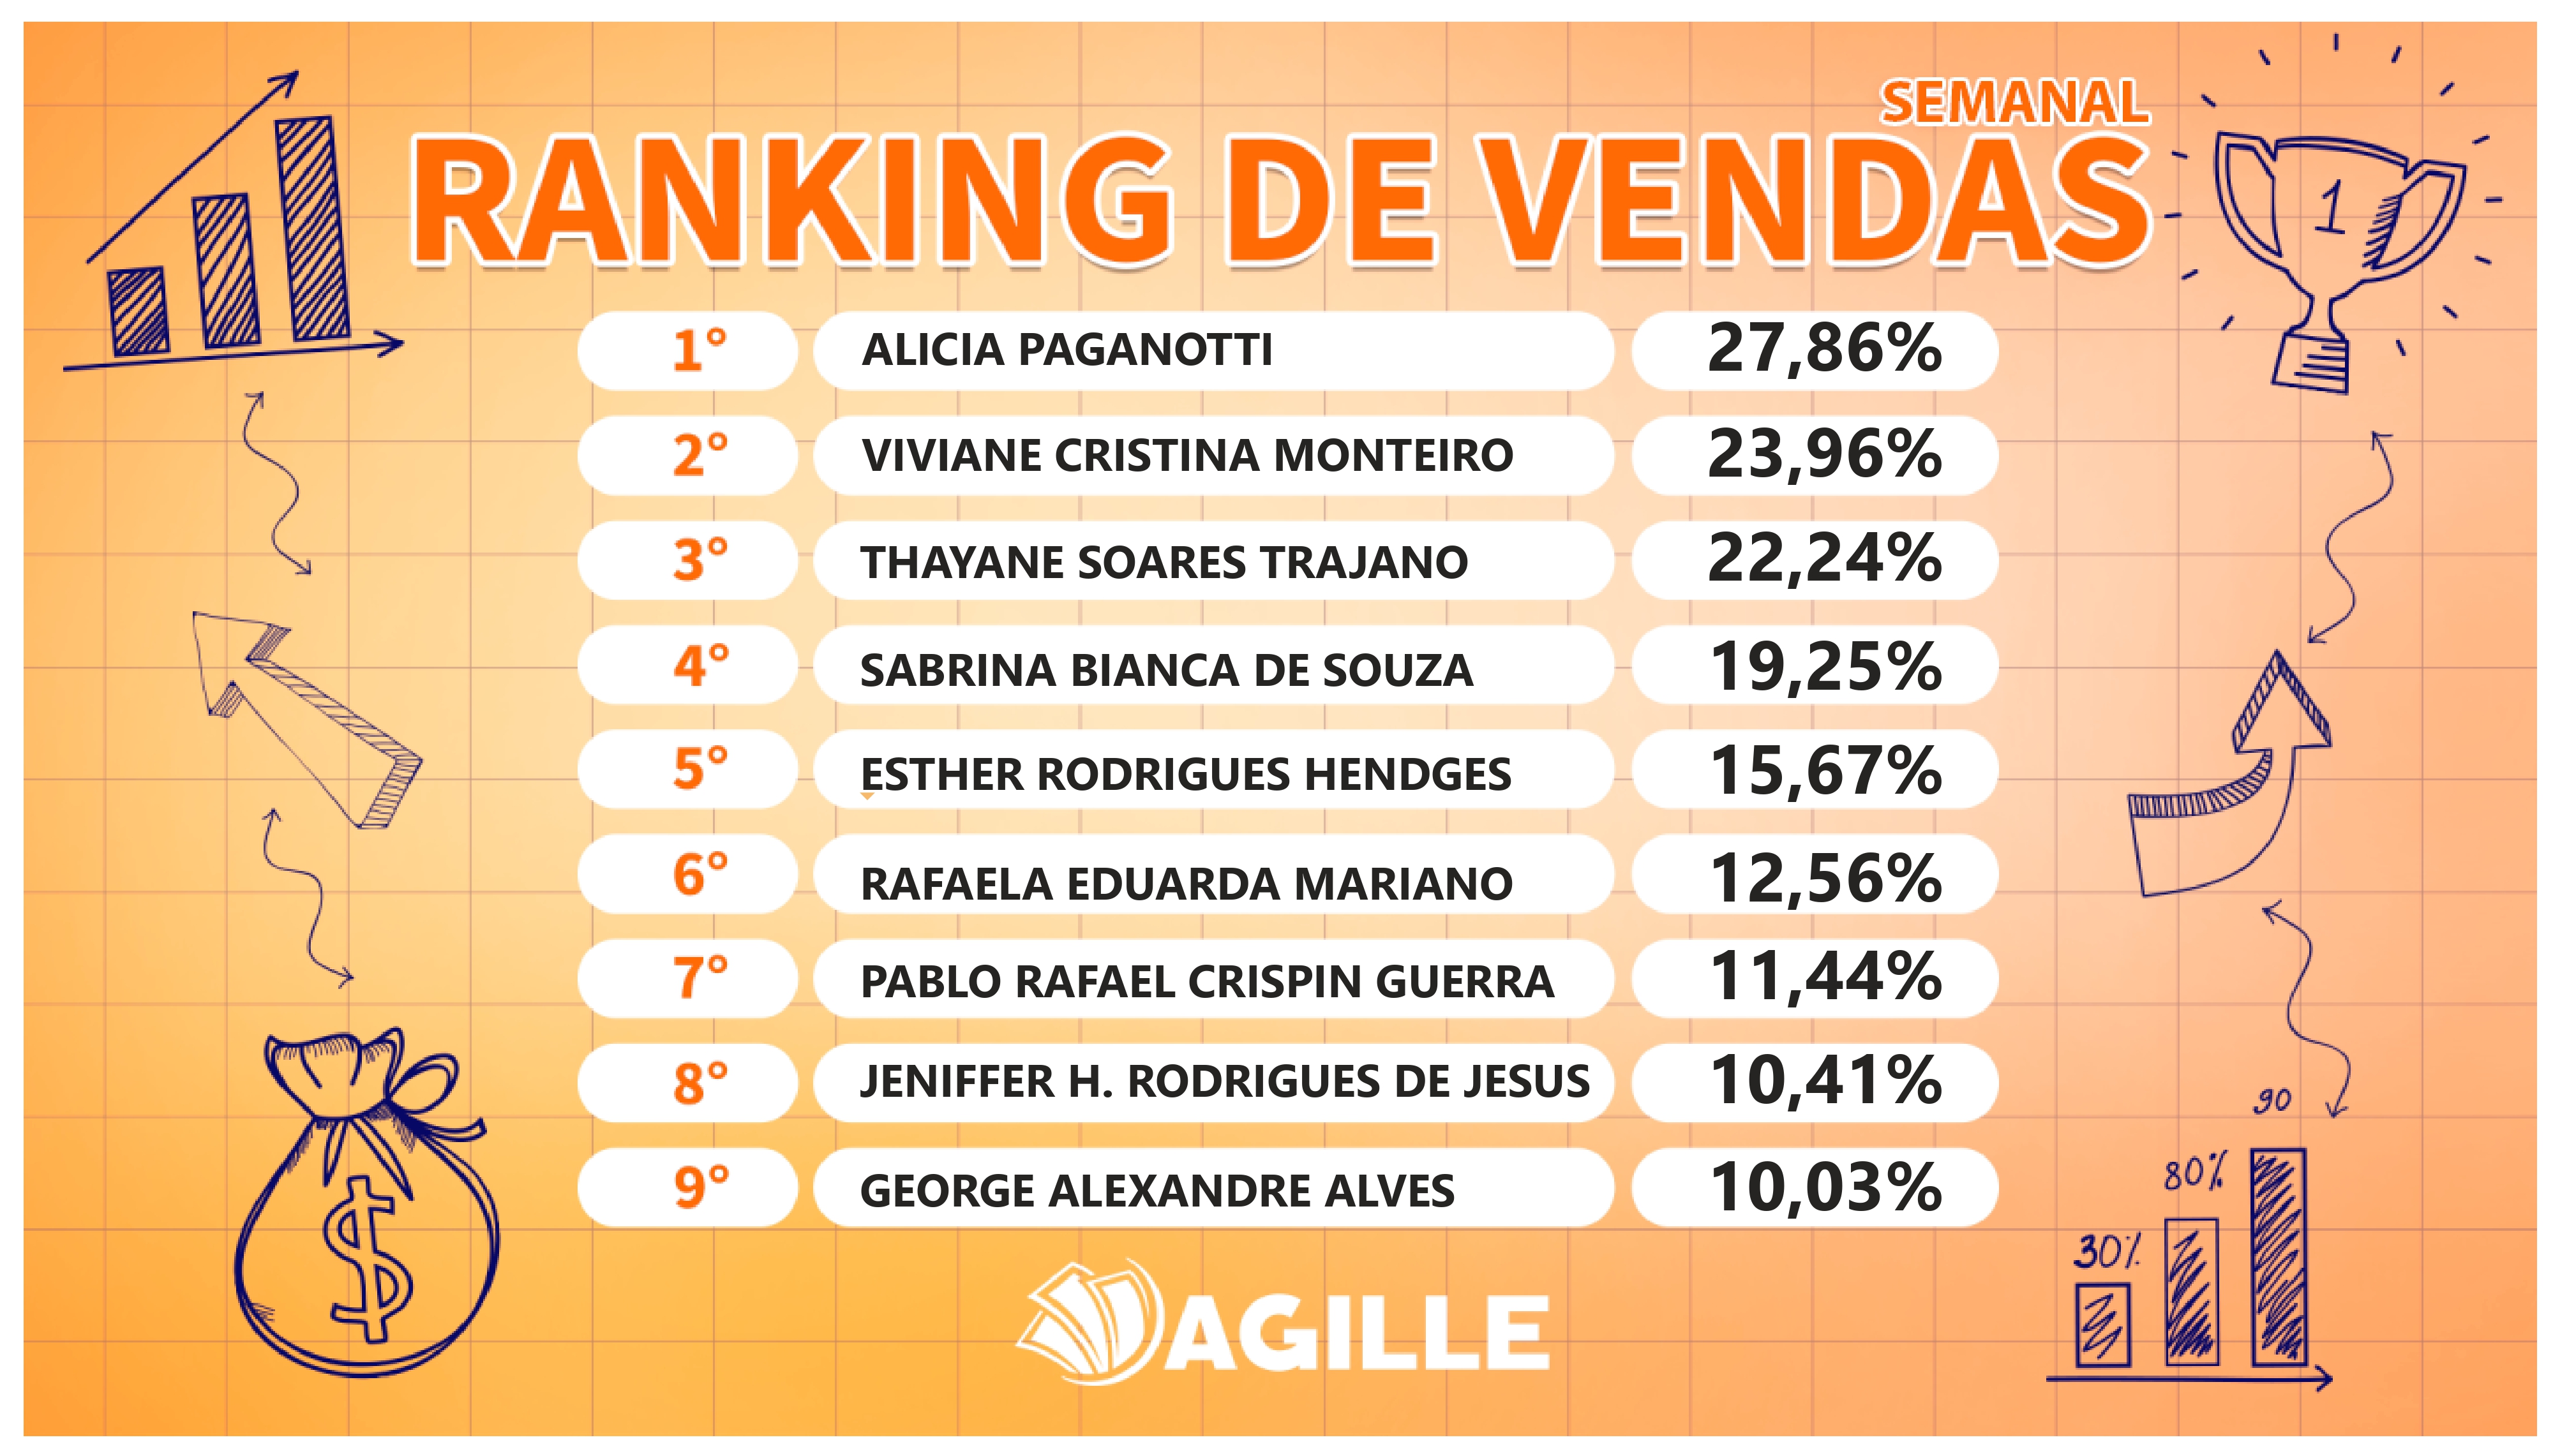 SEMANAL
RANKING DE VENDAS
1
1° ALICIA PAGANOTTI 27,86%
2° VIVIANE CRISTINA MONTEIRO 23,96%
3° THAYANE SOARES TRAJANO 22,24%
4° SABRINA BIANCA DE SOUZA 19,25%
5° ESTHER RODRIGUES HENDGES 15,67%
6° RAFAELA EDUARDA MARIANO 12,56%
7° PABLO RAFAEL CRISPIN GUERRA 11,44%
8° JENIFFER H. RODRIGUES DE JESUS 10,41%
9° GEORGE ALEXANDRE ALVES 10,03%
$
90
80%
30%
AGILLE